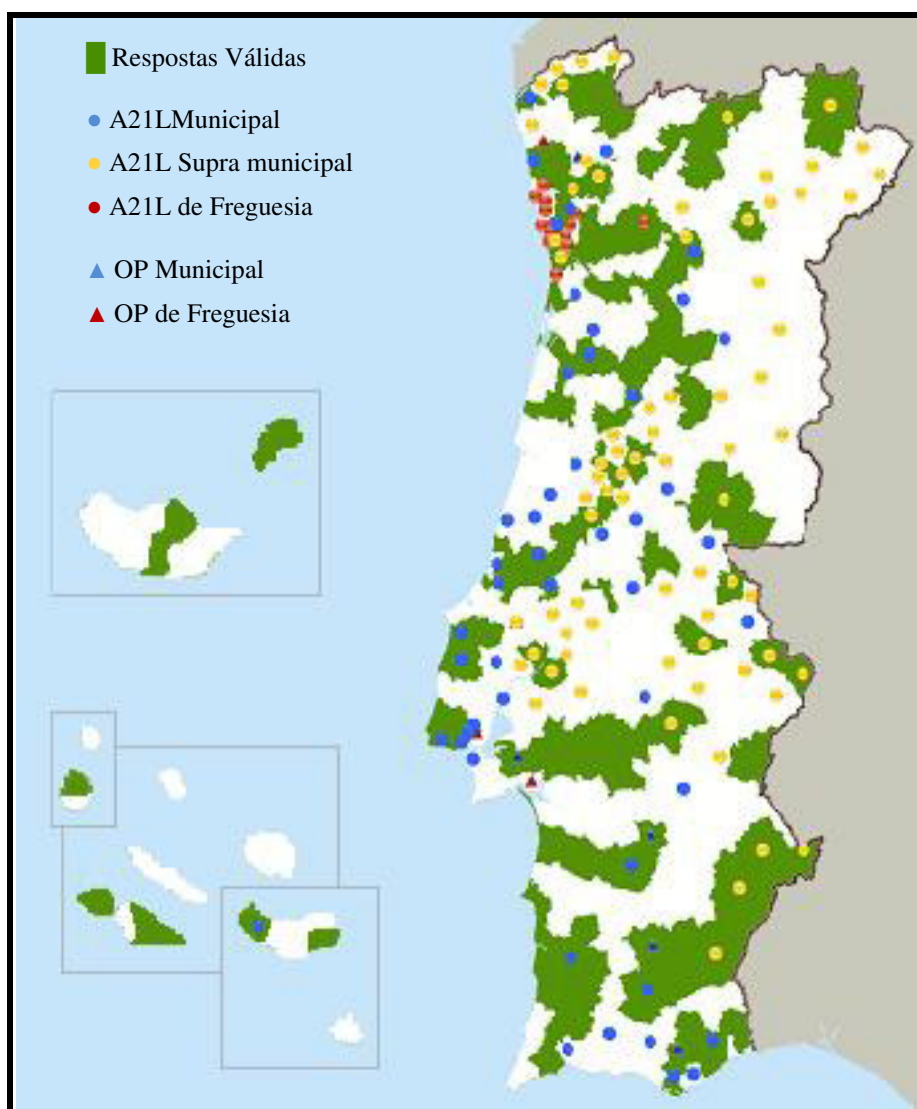 Respostas Válidas
A21LMunicipal
A21L Supra municipal
A21L de Freguesia
OP Municipal
OP de Freguesia